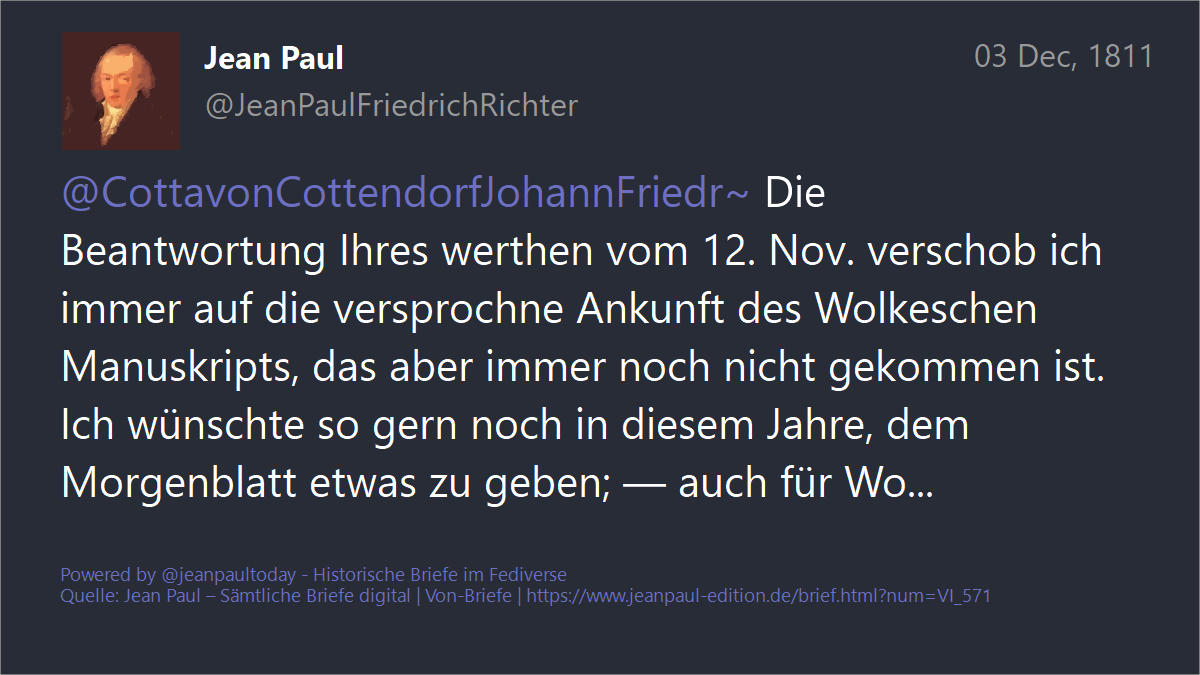 Jean Paul
03 Dec, 1811
@JeanPaulFriedrichRichter
@CottavonCottendorfJohannFriedr~ Die
Beantwortung Ihres werthen vom 12. Nov. verschob ich
immer auf die versprochne Ankunft des Wolkeschen
Manuskripts, das aber immer noch nicht gekommen ist.
Ich wünschte so gern noch in diesem Jahre, dem
Morgenblatt etwas zu geben; — auch für Wo...
Powered by @jeanpaultoday - Historische Briefe im Fediverse
Quelle: Jean Paul – Sämtliche Briefe digital | Von-Briefe | https://www.jeanpaul-edition.de/brief.html?num=VI_571